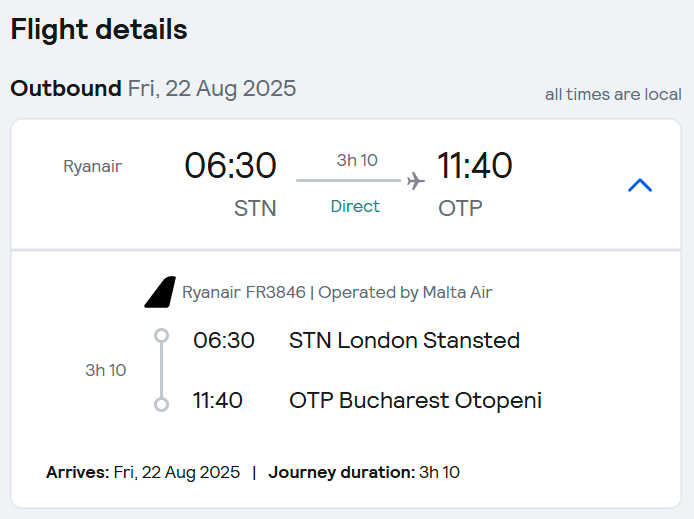 Flight details
Outbound Fri, 22 Aug 2025
all times are local
Ryanair
06:30
3h 10
11:40
STN
Direct
OTP
Ryanair FR3846 | Operated by Malta Air
3h 10
06:30 STN London Stansted
11:40 OTP Bucharest Otopeni
Arrives: Fri, 22 Aug 2025 | Journey duration: 3h 10